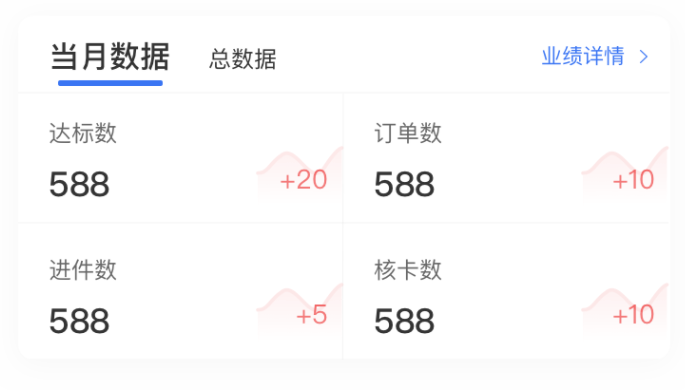 当月数据 总数据 业绩详情 >
达标数 订单数
588 +20 588 +10
进件数 核卡数
588 +5 588 +10